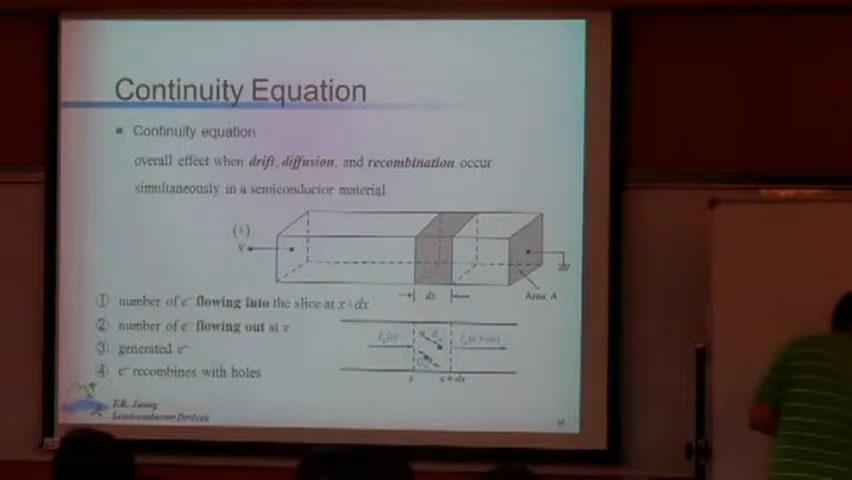 Continuity Equation
Continuity equation
overall effect when drift, diffusion, and recombination occur
simultaneously in a semiconductor material
(+)
V
dx
Area A
① number of e⁻ flowing into the slice at x+dx
② number of e⁻ flowing out at x
③ generated e⁻
④ e⁻ recombines with holes
x
x+dx
Semiconductor Devices